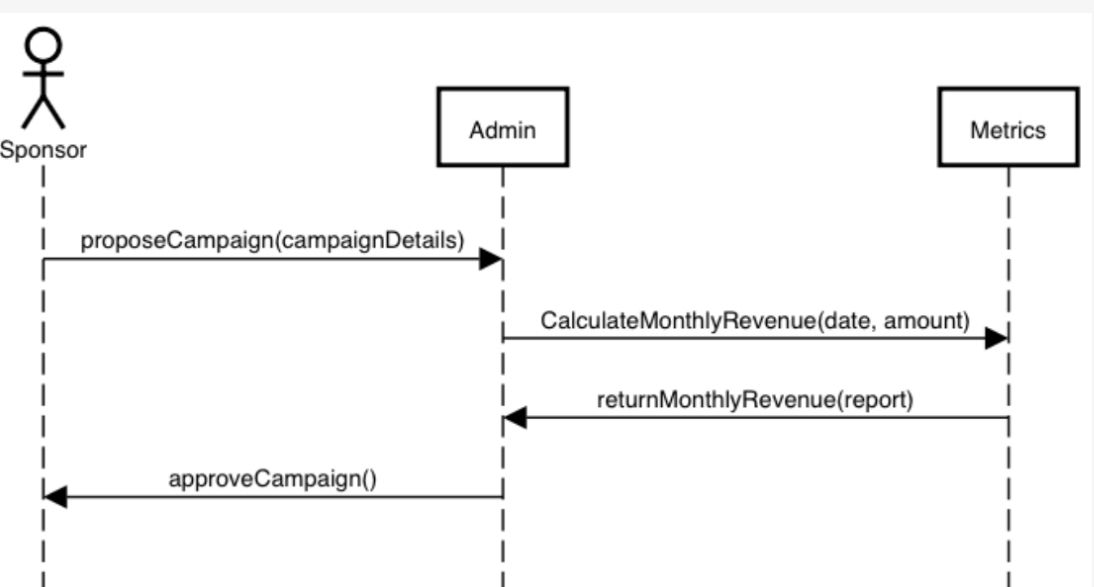 Sponsor
Admin
Metrics
proposeCampaign(campaignDetails)
CalculateMonthlyRevenue(date, amount)
returnMonthlyRevenue(report)
approveCampaign()